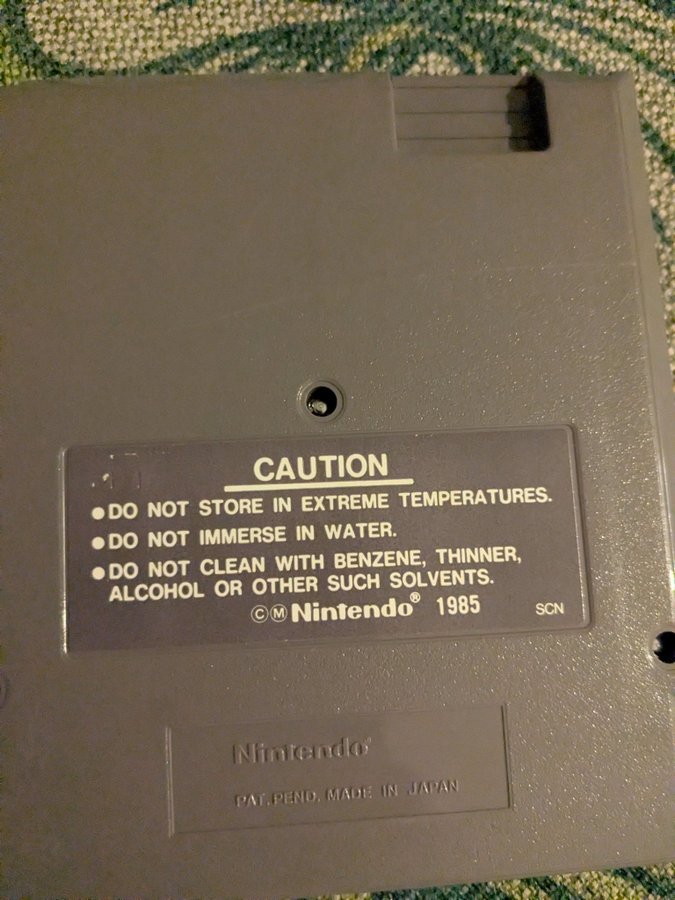 CAUTION
●DO NOT STORE IN EXTREME TEMPERATURES.
●DO NOT IMMERSE IN WATER.
●DO NOT CLEAN WITH BENZENE, THINNER,
ALCOHOL OR OTHER SUCH SOLVENTS.
©Ⓜ Nintendo® 1985 SCN
Nintendo®
PAT. PEND. MADE IN JAPAN